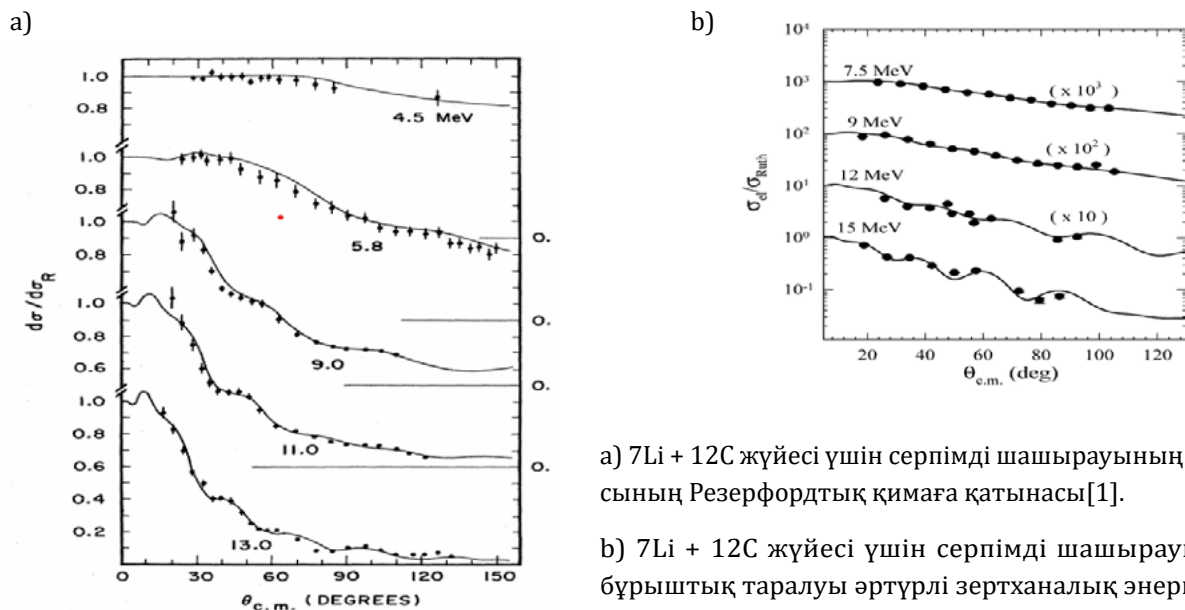 a)
1.0
0.8
4.5 MeV
1.0
0.8
5.8
0.
1.0
0.8
9.0
0.
1.0
0.8
0.6
11.0
0.
1.0
0.8
0.6
0.4
0.2
13.0
0.
dσ/dσR
0 30 60 90 120 150
θc.m. (DEGREES)
b)
10⁴
10³
10²
10¹
10⁰
10⁻¹
7.5 MeV
( x 10³ )
9 MeV
( x 10² )
12 MeV
( x 10 )
15 MeV
σel/σRuth
20 40 60 80 100 120
θc.m. (deg)
a) 7Li + 12C жүйесі үшін серпімді шашырауының
сының Резерфордтық қимаға қатынасы[1].
b) 7Li + 12C жүйесі үшін серпімді шашырау
бұрыштық таралуы әртүрлі зертханалық энер